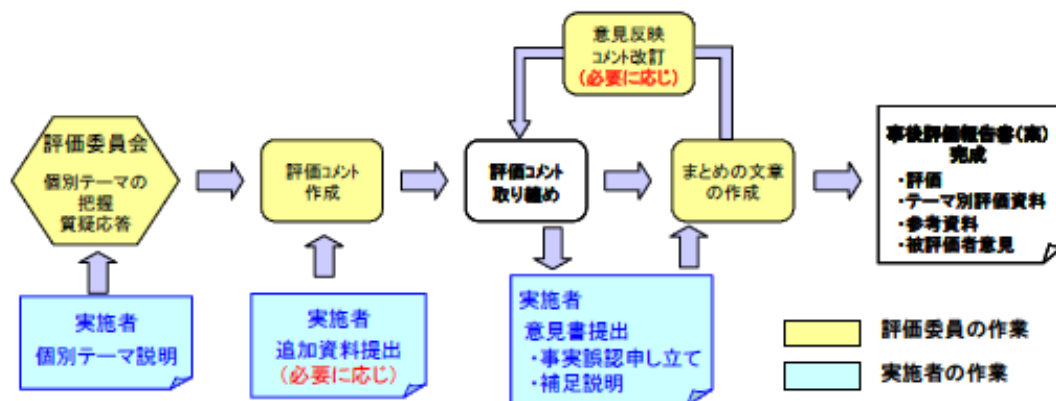 意見反映
コメント改訂
(必要に応じ)
評価委員会
個別テーマの
把握
質疑応答
評価コメント
作成
評価コメント
取り纏め
まとめの文章
の作成
事後評価報告書(案)
完成
・評価
・テーマ別評価資料
・参考資料
・被評価者意見
実施者
個別テーマ説明
実施者
追加資料提出
(必要に応じ)
実施者
意見書提出
・事実誤認申し立て
・補足説明
評価委員の作業
実施者の作業